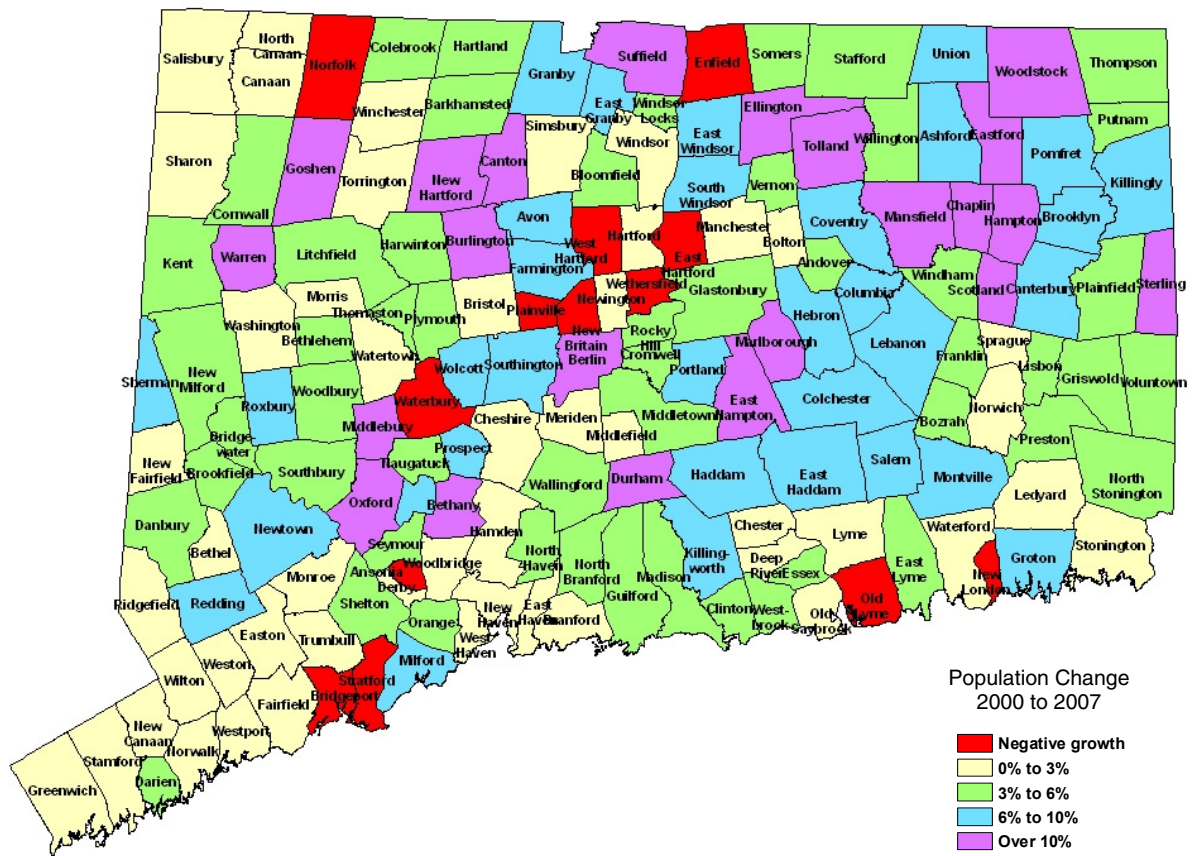 Salisbury
North
Canaan
Canaan
Norfolk
Colebrook
Hartland
Granby
Suffield
Enfield
Somers
Stafford
Union
Woodstock
Thompson
Winchester
Barkhamsted
East
Granby
Windsor
Locks
Simsbury
Windsor
East
Windsor
Ellington
Tolland
Willington
Ashford
Eastford
Putnam
Pomfret
Killingly
Sharon
Cornwall
Goshen
Torrington
New
Hartford
Canton
Bloomfield
South
Windsor
Vernon
Coventry
Mansfield
Chaplin
Hampton
Brooklyn
Kent
Warren
Litchfield
Harwinton
Burlington
Avon
Farmington
West
Hartford
Hartford
East
Hartford
Manchester
Bolton
Andover
Columbia
Windham
Scotland
Canterbury
Plainfield
Sterling
Washington
Morris
Bethlehem
Thomaston
Plymouth
Watertown
Bristol
Plainville
New
Britain
Newington
Wethersfield
Glastonbury
Rocky
Hill
Berlin
Cromwell
Marlborough
Hebron
Lebanon
Franklin
Sprague
Lisbon
Griswold
Voluntown
Sherman
New
Milford
Roxbury
Woodbury
Waterbury
Wolcott
Southington
Portland
East
Hampton
Colchester
Bozrah
Norwich
Preston
Bridge-
water
Middlebury
Cheshire
Meriden
Middlefield
Middletown
New
Fairfield
Brookfield
Southbury
Naugatuck
Prospect
Wallingford
Durham
Haddam
East
Haddam
Salem
Montville
Ledyard
North
Stonington
Danbury
Bethel
Newtown
Oxford
Bethany
Hamden
Seymour
Woodbridge
North
Haven
North
Branford
Guilford
Madison
Killing-
worth
Chester
Deep
River
Essex
Lyme
East
Lyme
Waterford
New
London
Groton
Stonington
Ridgefield
Redding
Monroe
Ansonia
Derby
Shelton
Orange
New
Haven
East
Haven
Branford
Clinton
West-
brook
Old
Saybrook
Old
Lyme
Easton
Trumbull
West
Haven
Milford
Weston
Wilton
Fairfield
Bridgeport
Stratford
New
Canaan
Norwalk
Westport
Stamford
Darien
Greenwich
Population Change
2000 to 2007
Negative growth
0% to 3%
3% to 6%
6% to 10%
Over 10%